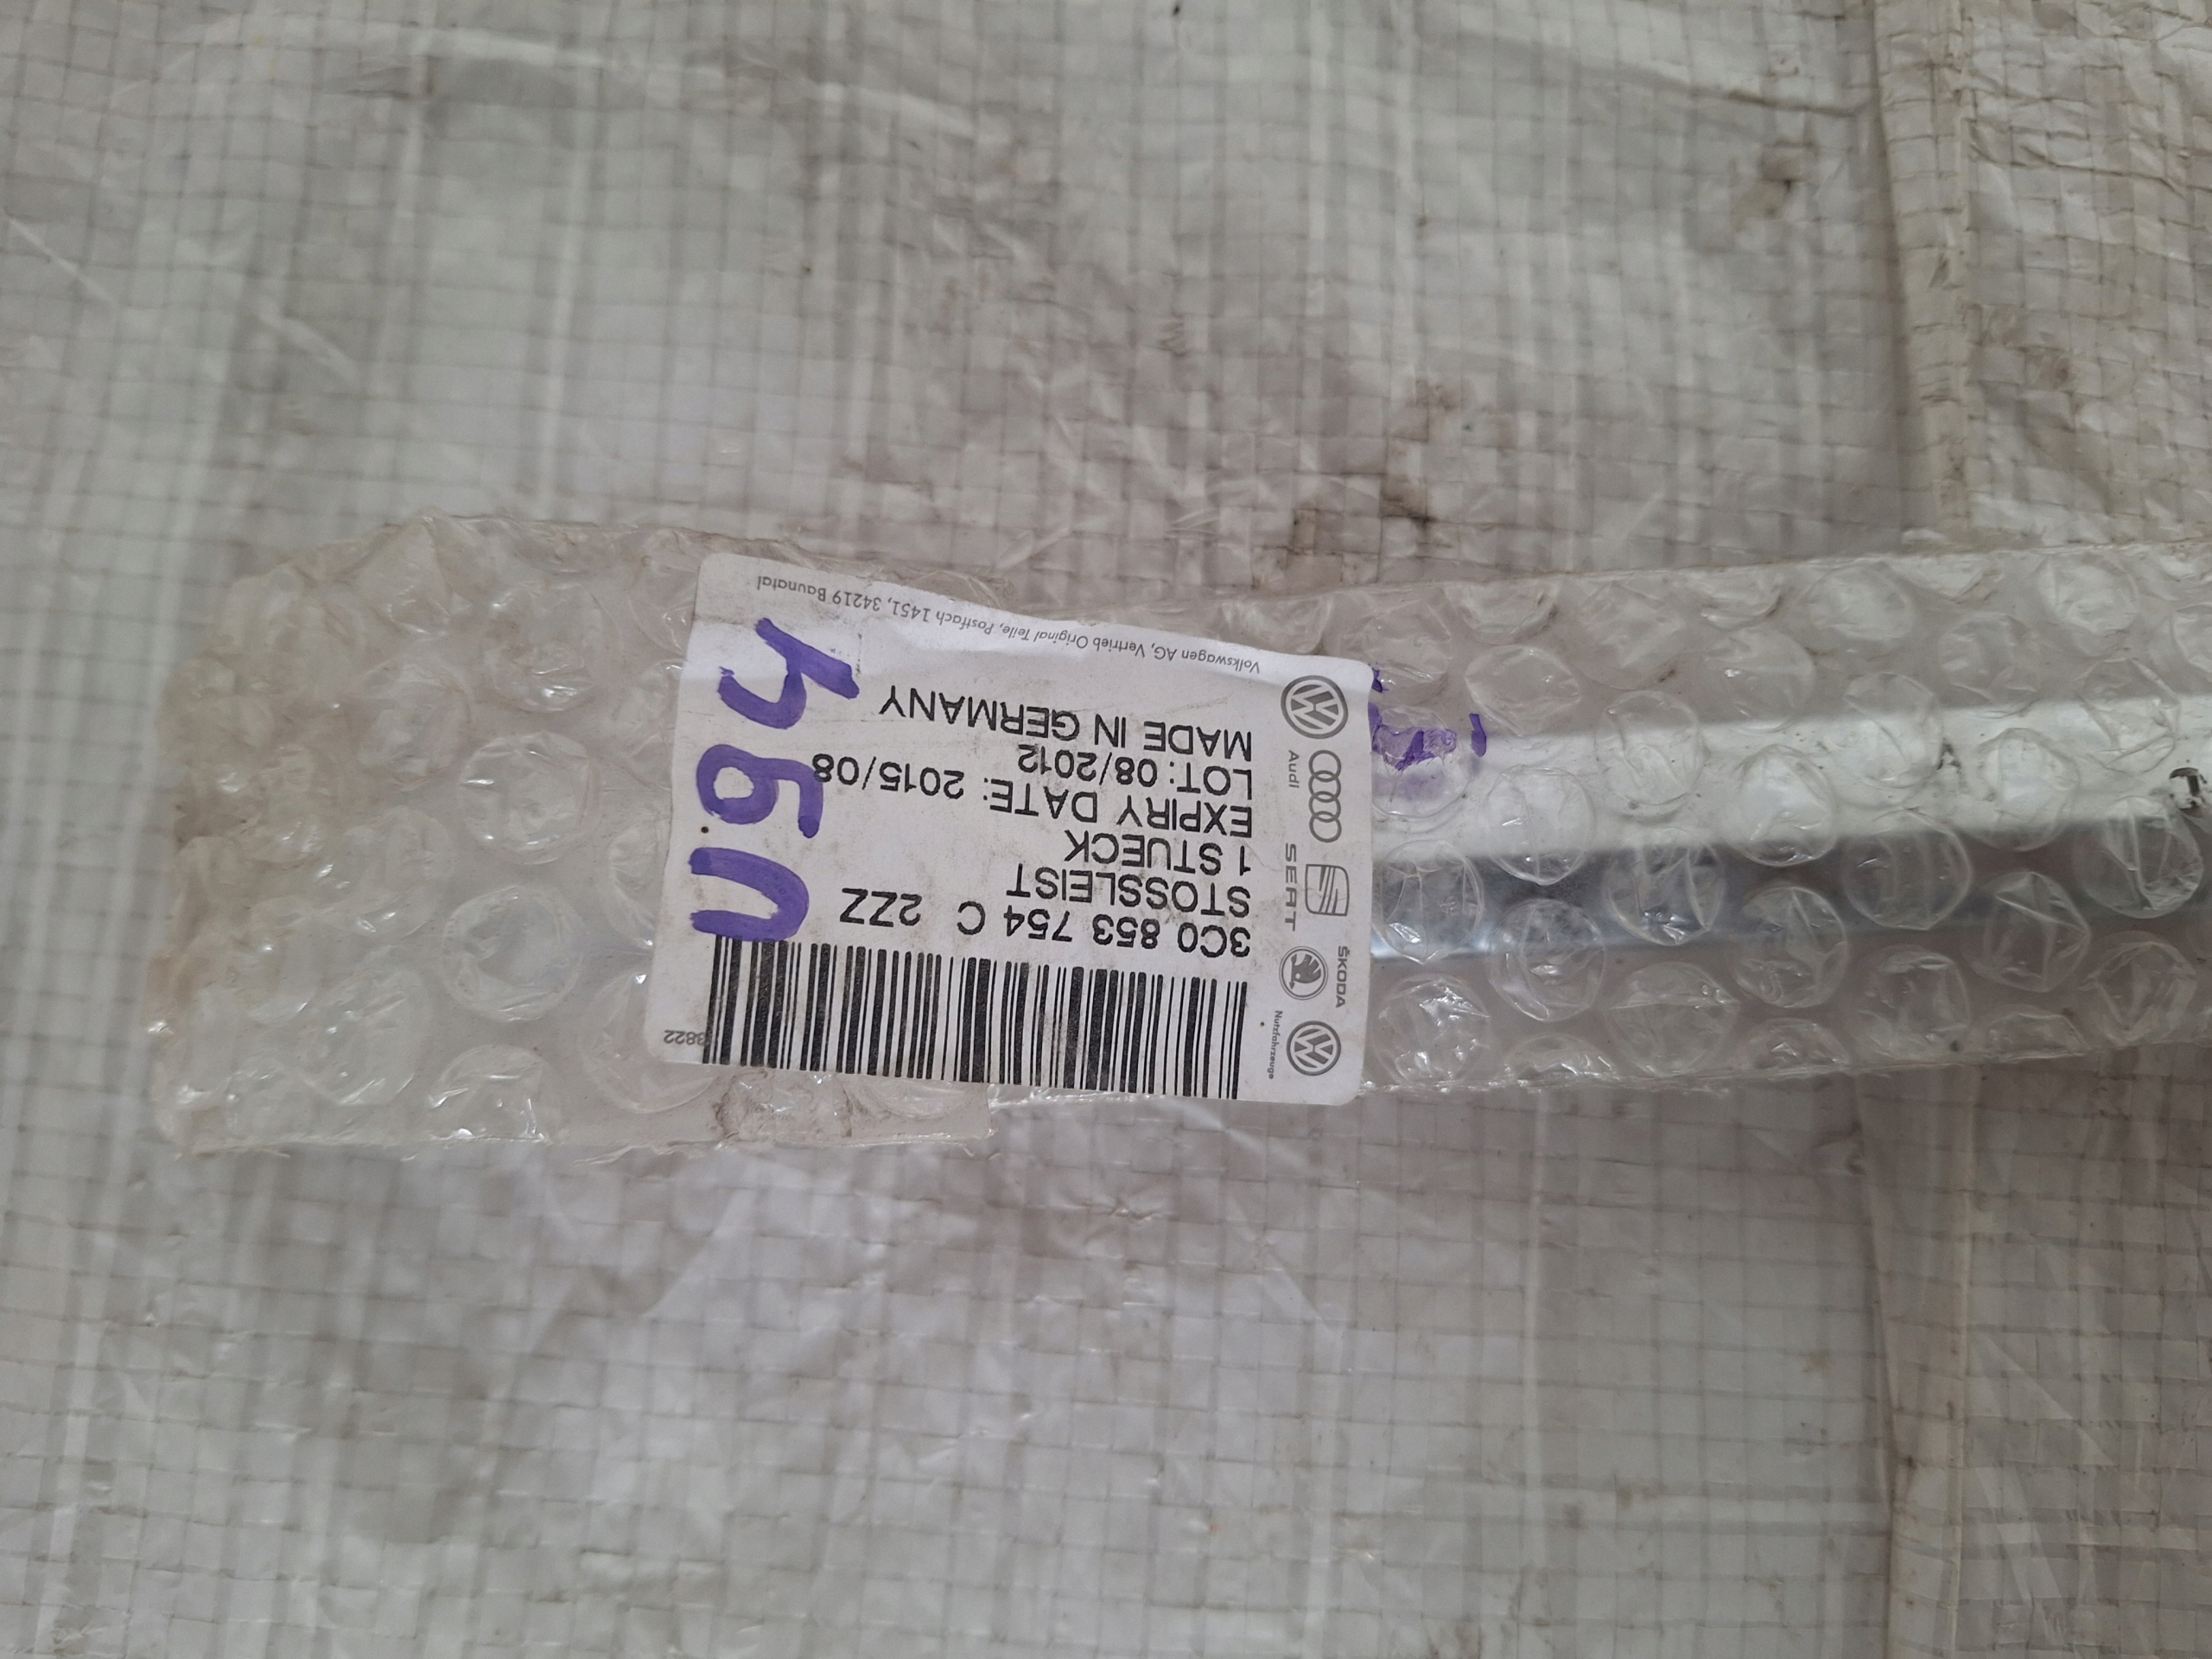 Nutzfahrzeuge
ŠKODA
SEAT
Audi
3C0 853 754 C 2ZZ
STOSSLEIST
1 STUECK
EXPIRY DATE: 2015/08
LOT: 08/2012
MADE IN GERMANY
Volkswagen AG, Vertrieb Original Teile, Postfach 1451, 34219 Baunatal
U94